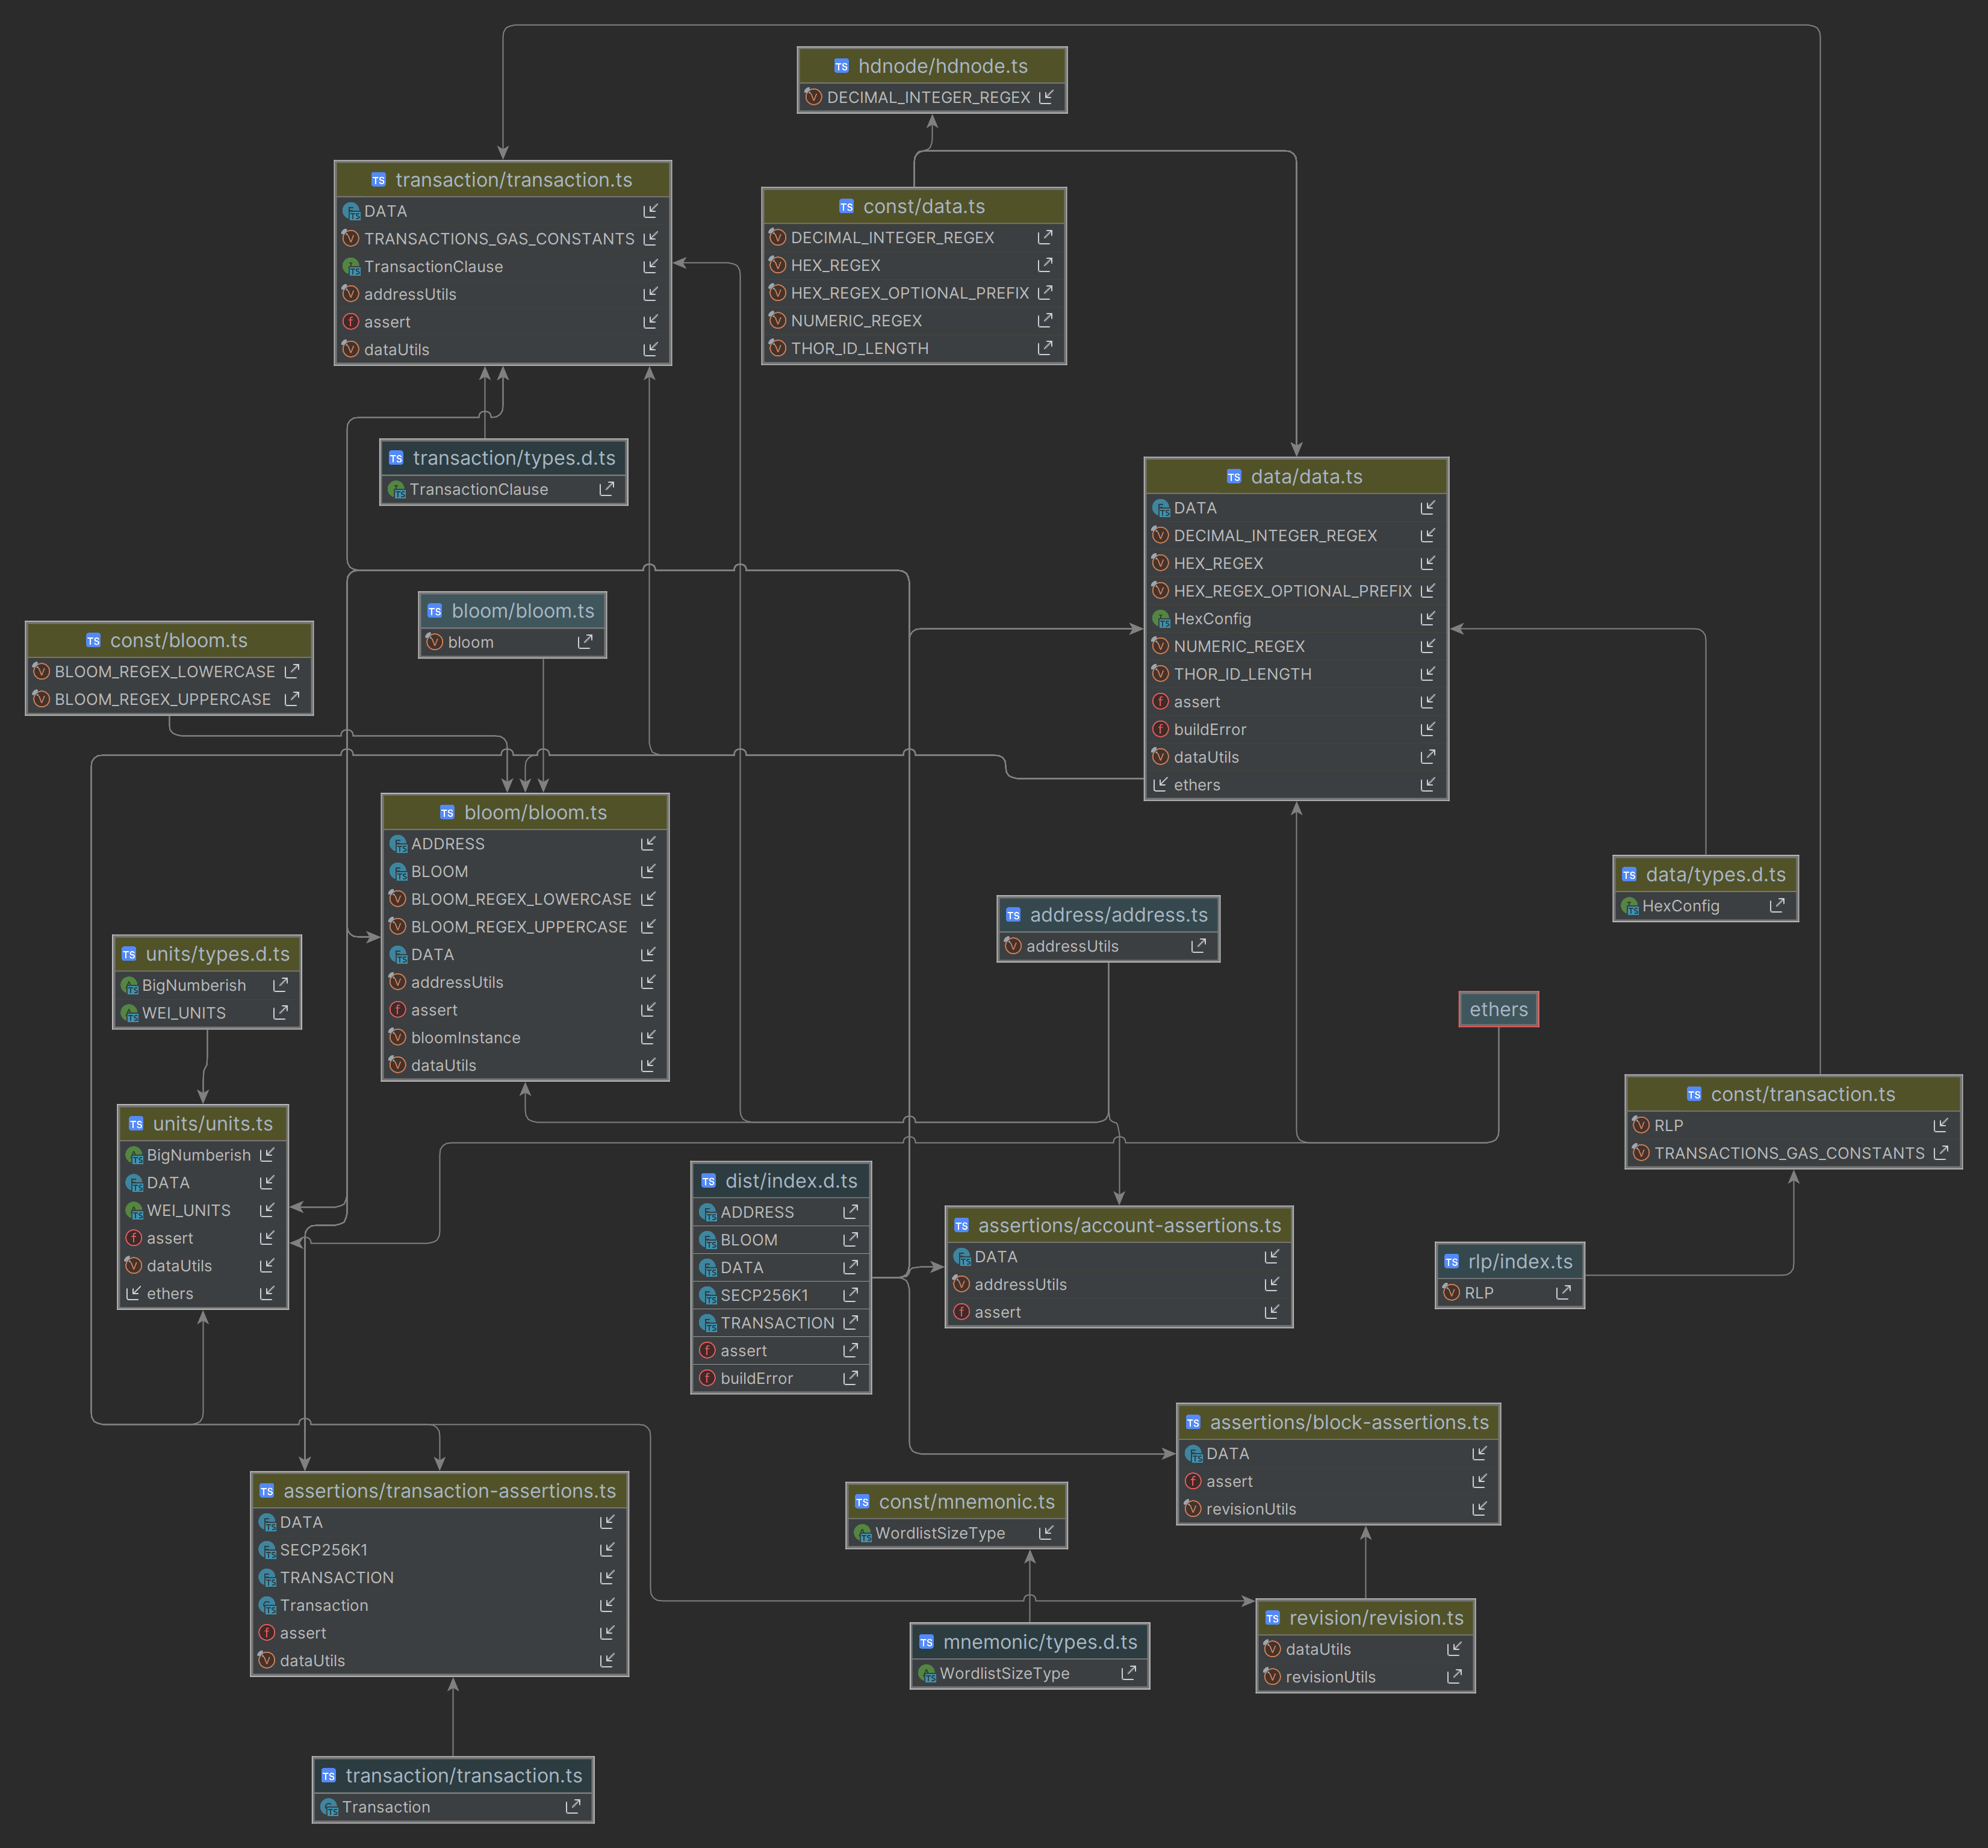 hdnode/hdnode.ts
DECIMAL_INTEGER_REGEX
transaction/transaction.ts
DATA
TRANSACTIONS_GAS_CONSTANTS
TransactionClause
addressUtils
assert
dataUtils
const/data.ts
DECIMAL_INTEGER_REGEX
HEX_REGEX
HEX_REGEX_OPTIONAL_PREFIX
NUMERIC_REGEX
THOR_ID_LENGTH
transaction/types.d.ts
TransactionClause
data/data.ts
DATA
DECIMAL_INTEGER_REGEX
HEX_REGEX
HEX_REGEX_OPTIONAL_PREFIX
HexConfig
NUMERIC_REGEX
THOR_ID_LENGTH
assert
buildError
dataUtils
ethers
bloom/bloom.ts
bloom
const/bloom.ts
BLOOM_REGEX_LOWERCASE
BLOOM_REGEX_UPPERCASE
bloom/bloom.ts
ADDRESS
BLOOM
BLOOM_REGEX_LOWERCASE
BLOOM_REGEX_UPPERCASE
DATA
addressUtils
assert
bloomInstance
dataUtils
data/types.d.ts
HexConfig
address/address.ts
addressUtils
units/types.d.ts
BigNumberish
WEI_UNITS
ethers
const/transaction.ts
RLP
TRANSACTIONS_GAS_CONSTANTS
units/units.ts
BigNumberish
DATA
WEI_UNITS
assert
dataUtils
ethers
dist/index.d.ts
ADDRESS
BLOOM
DATA
SECP256K1
TRANSACTION
assert
buildError
assertions/account-assertions.ts
DATA
addressUtils
assert
rlp/index.ts
RLP
assertions/block-assertions.ts
DATA
assert
revisionUtils
assertions/transaction-assertions.ts
DATA
SECP256K1
TRANSACTION
Transaction
assert
dataUtils
const/mnemonic.ts
WordlistSizeType
mnemonic/types.d.ts
WordlistSizeType
revision/revision.ts
dataUtils
revisionUtils
transaction/transaction.ts
Transaction